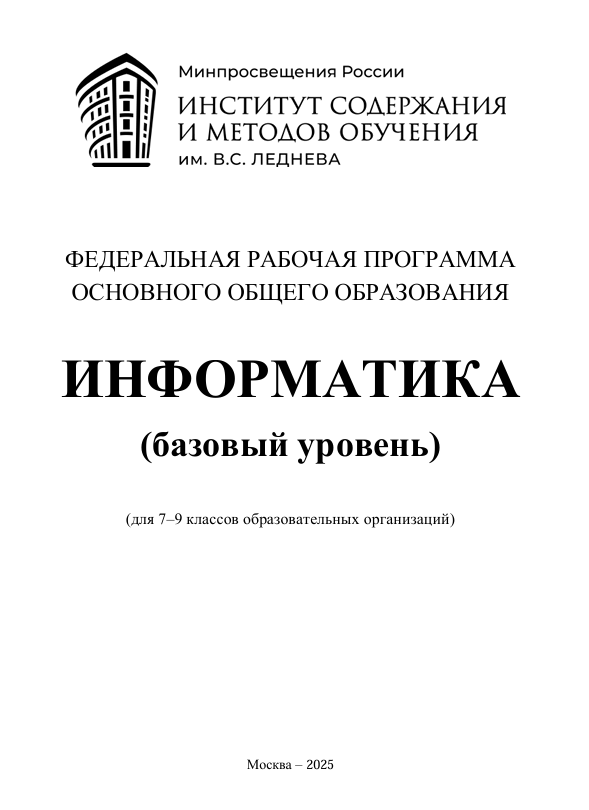 Минпросвещения России
ИНСТИТУТ СОДЕРЖАНИЯ
И МЕТОДОВ ОБУЧЕНИЯ
им. В.С. ЛЕДНЕВА
ФЕДЕРАЛЬНАЯ РАБОЧАЯ ПРОГРАММА
ОСНОВНОГО ОБЩЕГО ОБРАЗОВАНИЯ
ИНФОРМАТИКА
(базовый уровень)
(для 7–9 классов образовательных организаций)
Москва – 2025